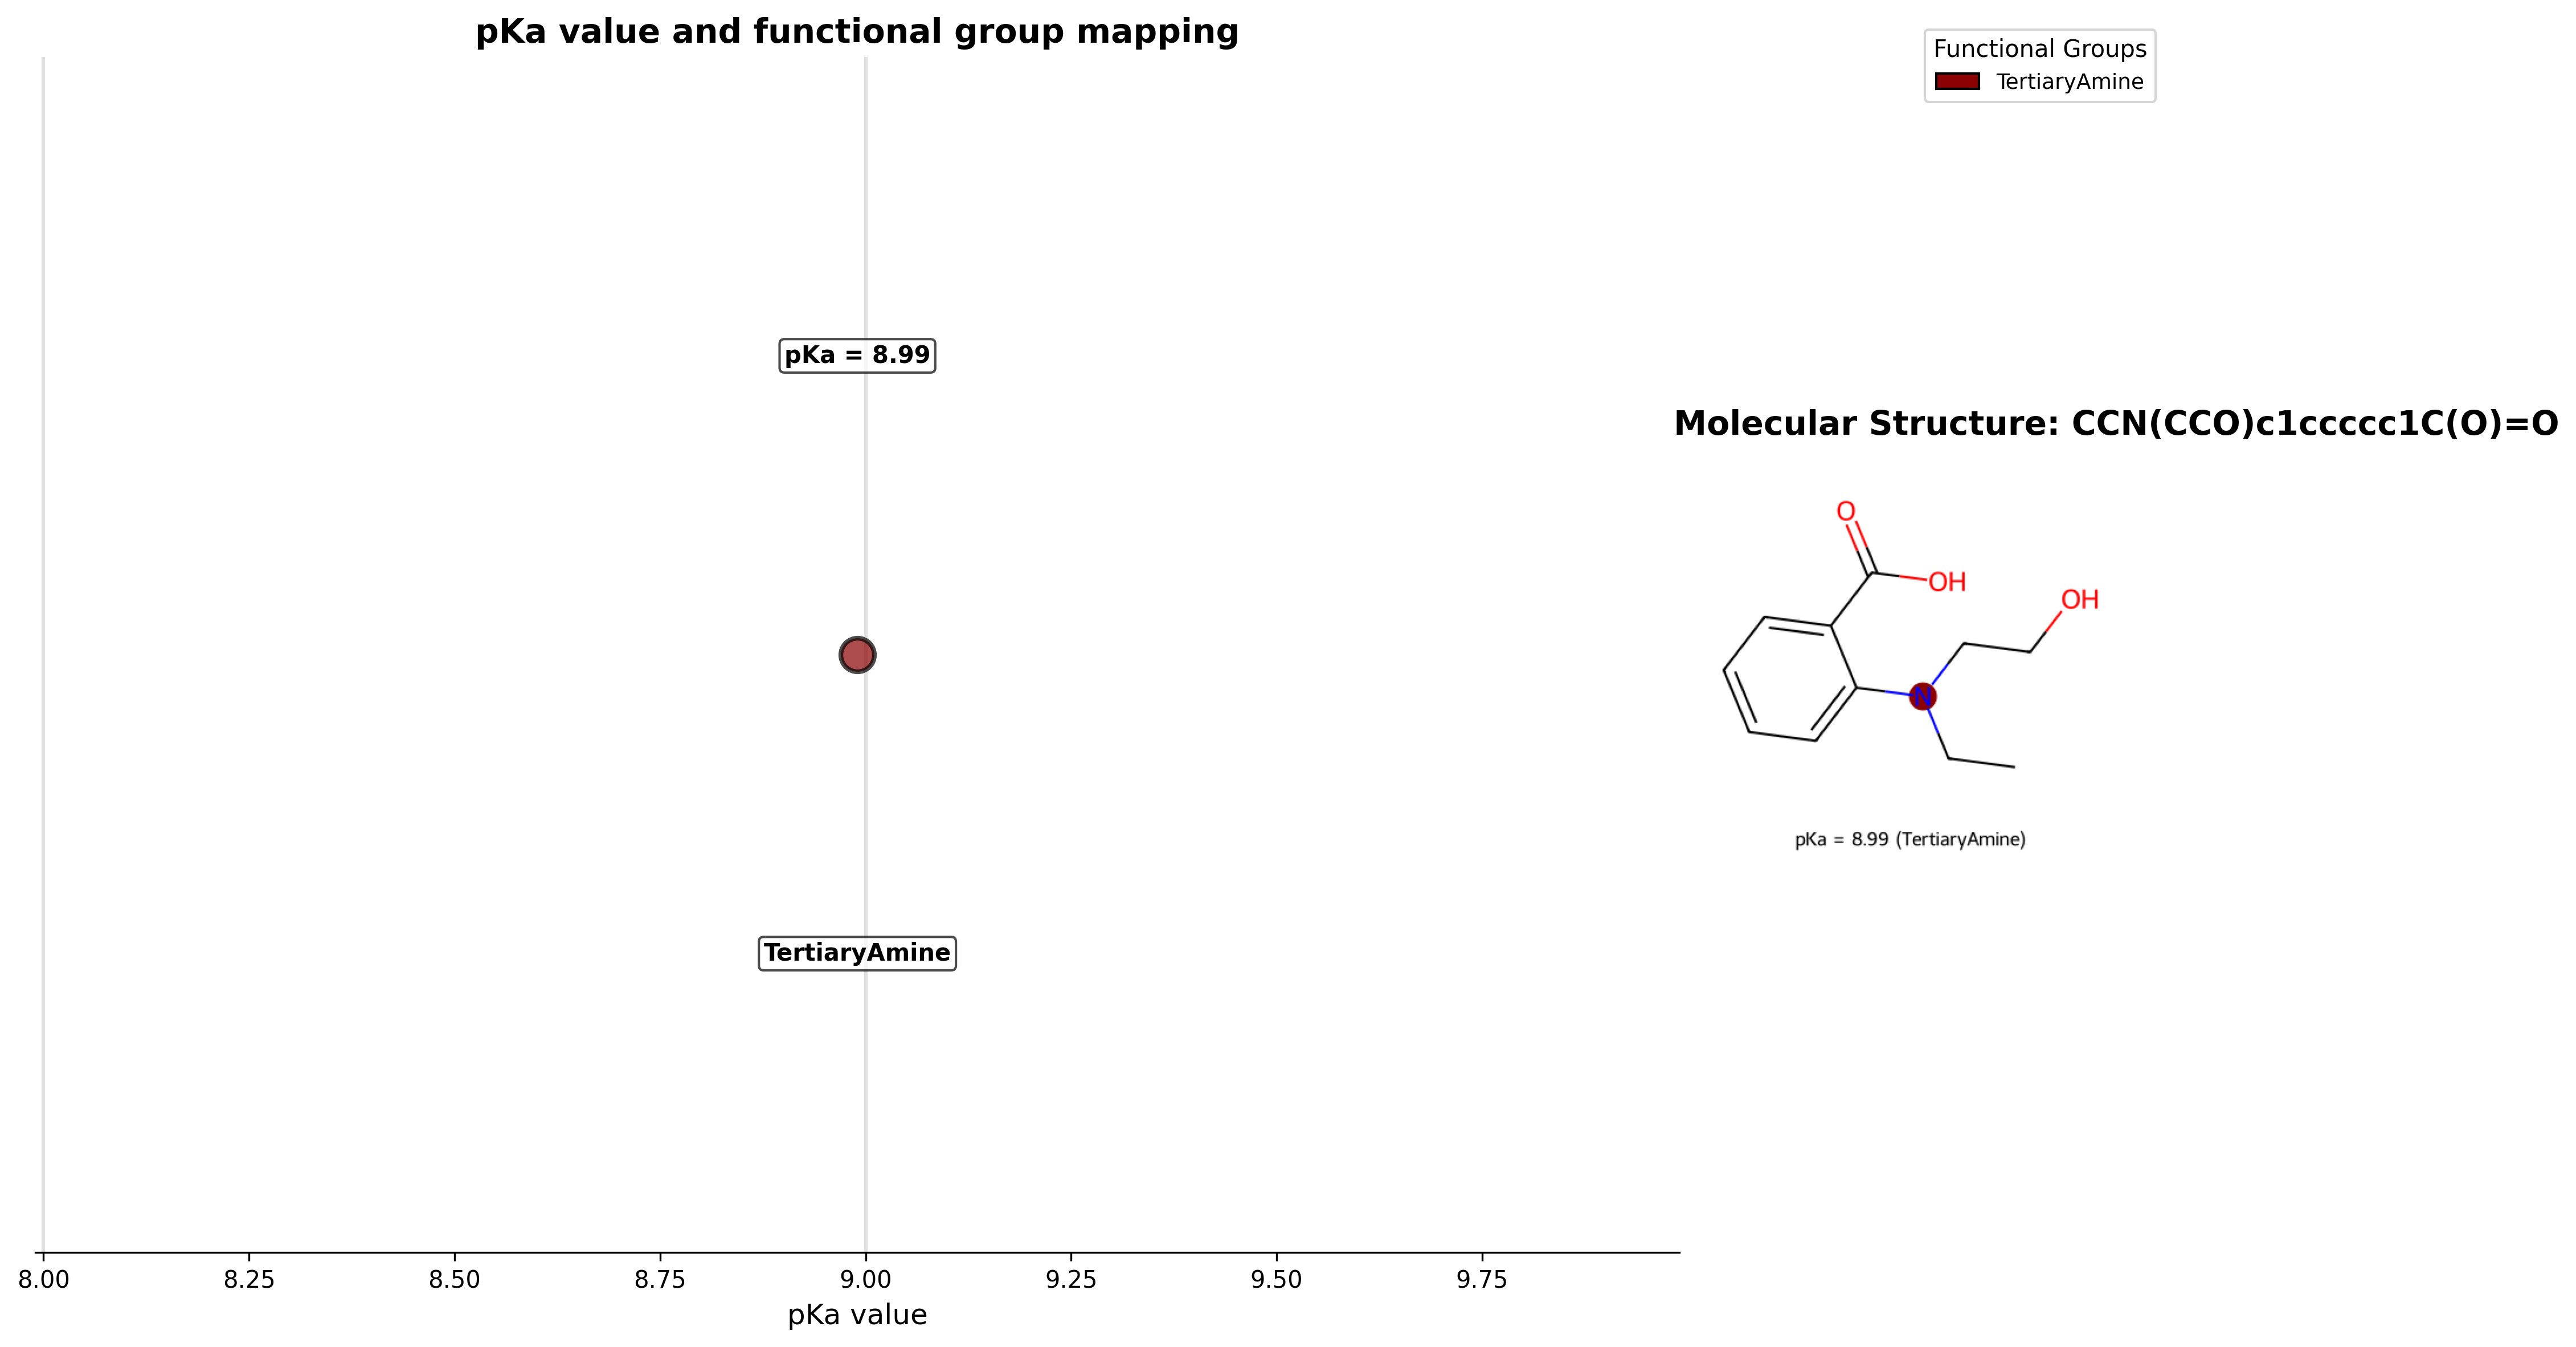 pKa value and functional group mapping
pKa = 8.99
TertiaryAmine
8.00
8.25
8.50
8.75
9.00
9.25
9.50
9.75
pKa value
Functional Groups
TertiaryAmine
Molecular Structure: CCN(CCO)c1ccccc1C(O)=O
O
OH
OH
N
pKa = 8.99 (TertiaryAmine)